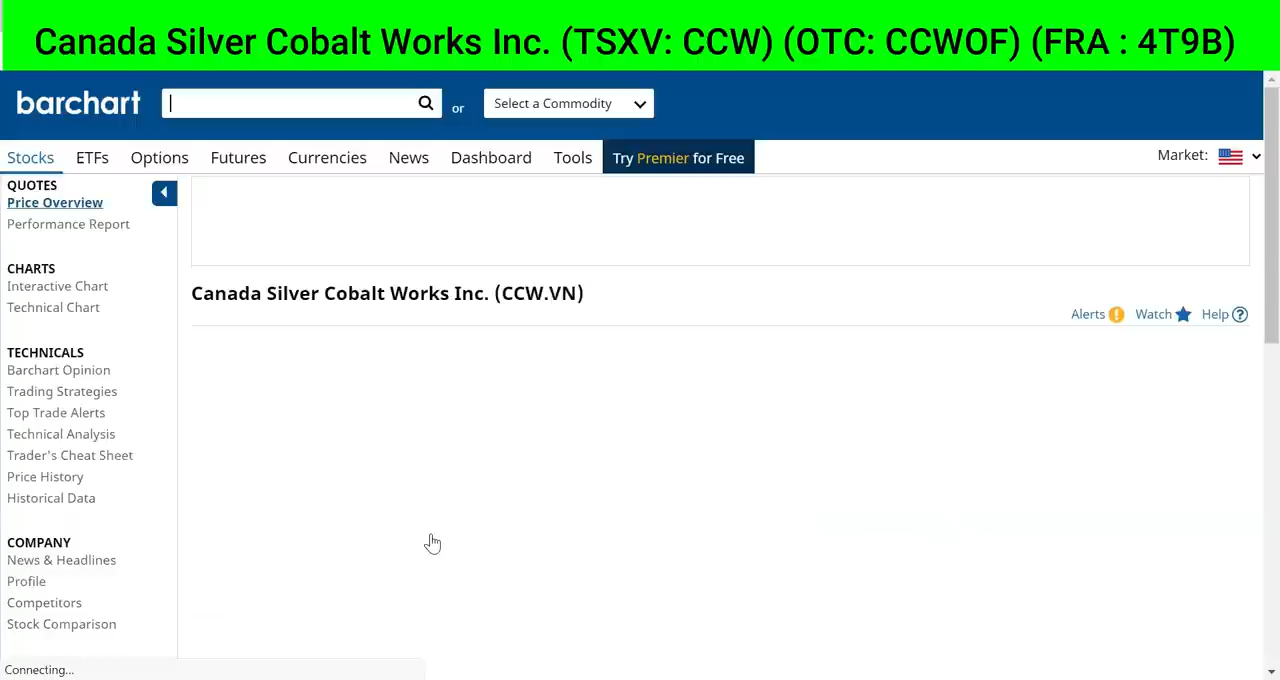 Canada Silver Cobalt Works Inc. (TSXV: CCW) (OTC: CCWOF) (FRA : 4T9B)
barchart
or
Select a Commodity
Stocks ETFs Options Futures Currencies News Dashboard Tools Try Premier for Free Market:
QUOTES
Price Overview
Performance Report
CHARTS
Interactive Chart
Technical Chart
TECHNICALS
Barchart Opinion
Trading Strategies
Top Trade Alerts
Technical Analysis
Trader's Cheat Sheet
Price History
Historical Data
COMPANY
News & Headlines
Profile
Competitors
Stock Comparison
Canada Silver Cobalt Works Inc. (CCW.VN)
Alerts Watch Help
Connecting...